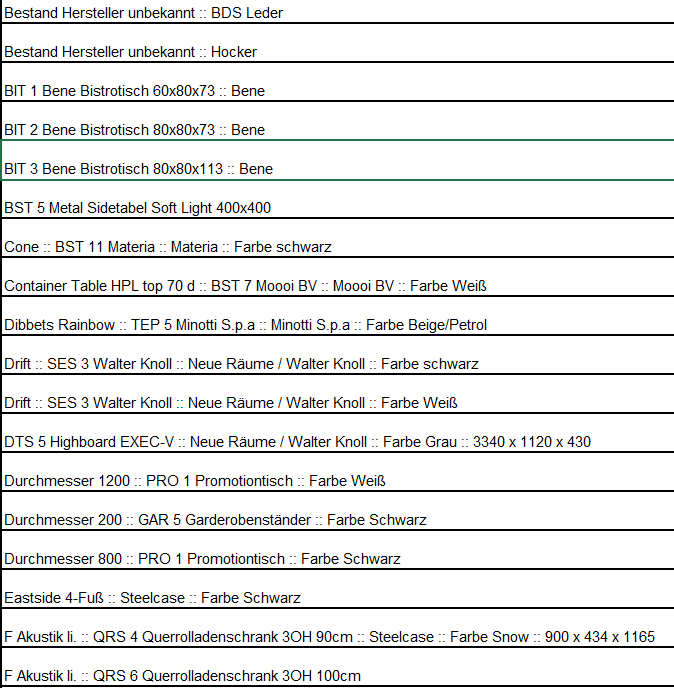 Bestand Hersteller unbekannt :: BDS Leder
Bestand Hersteller unbekannt :: Hocker
BIT 1 Bene Bistrotisch 60x80x73 :: Bene
BIT 2 Bene Bistrotisch 80x80x73 :: Bene
BIT 3 Bene Bistrotisch 80x80x113 :: Bene
BST 5 Metal Sidetabel Soft Light 400x400
Cone :: BST 11 Materia :: Materia :: Farbe schwarz
Container Table HPL top 70 d :: BST 7 Moooi BV :: Moooi BV :: Farbe Weiß
Dibbets Rainbow :: TEP 5 Minotti S.p.a :: Minotti S.p.a :: Farbe Beige/Petrol
Drift :: SES 3 Walter Knoll :: Neue Räume / Walter Knoll :: Farbe schwarz
Drift :: SES 3 Walter Knoll :: Neue Räume / Walter Knoll :: Farbe Weiß
DTS 5 Highboard EXEC-V :: Neue Räume / Walter Knoll :: Farbe Grau :: 3340 x 1120 x 430
Durchmesser 1200 :: PRO 1 Promotiontisch :: Farbe Weiß
Durchmesser 200 :: GAR 5 Garderobenständer :: Farbe Schwarz
Durchmesser 800 :: PRO 1 Promotiontisch :: Farbe Schwarz
Eastside 4-Fuß :: Steelcase :: Farbe Schwarz
F Akustik li. :: QRS 4 Querrolladenschrank 3OH 90cm :: Steelcase :: Farbe Snow :: 900 x 434 x 1165
F Akustik li. :: QRS 6 Querrolladenschrank 3OH 100cm